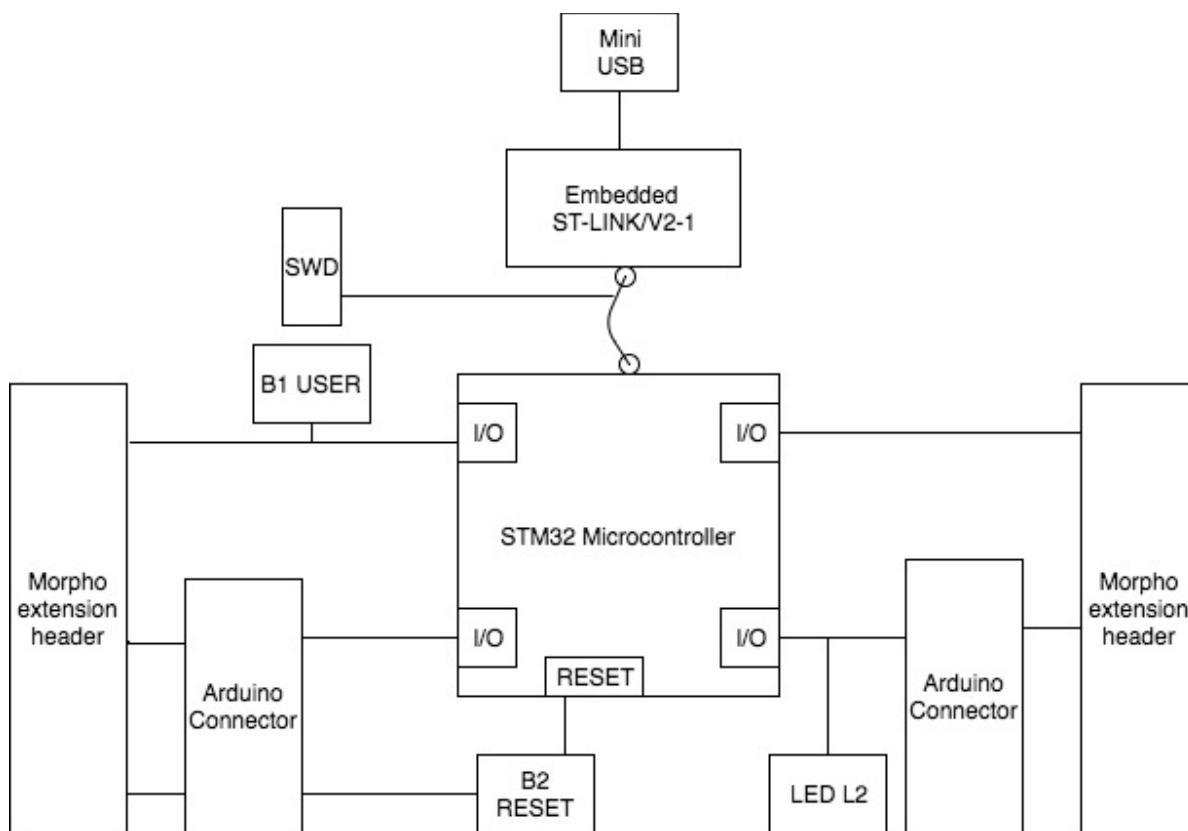 Mini
USB
Embedded
ST-LINK/V2-1
SWD
B1 USER
I/O
I/O
STM32 Microcontroller
Morpho
extension
header
Morpho
extension
header
I/O
I/O
RESET
Arduino
Connector
Arduino
Connector
B2
RESET
LED L2